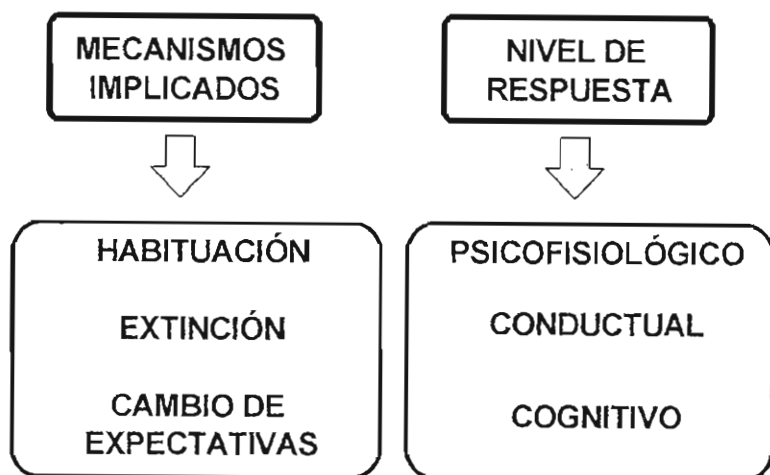 MECANISMOS
IMPLICADOS
NIVEL DE
RESPUESTA
HABITUACIÓN
EXTINCIÓN
CAMBIO DE
EXPECTATIVAS
PSICOFISIOLÓGICO
CONDUCTUAL
COGNITIVO